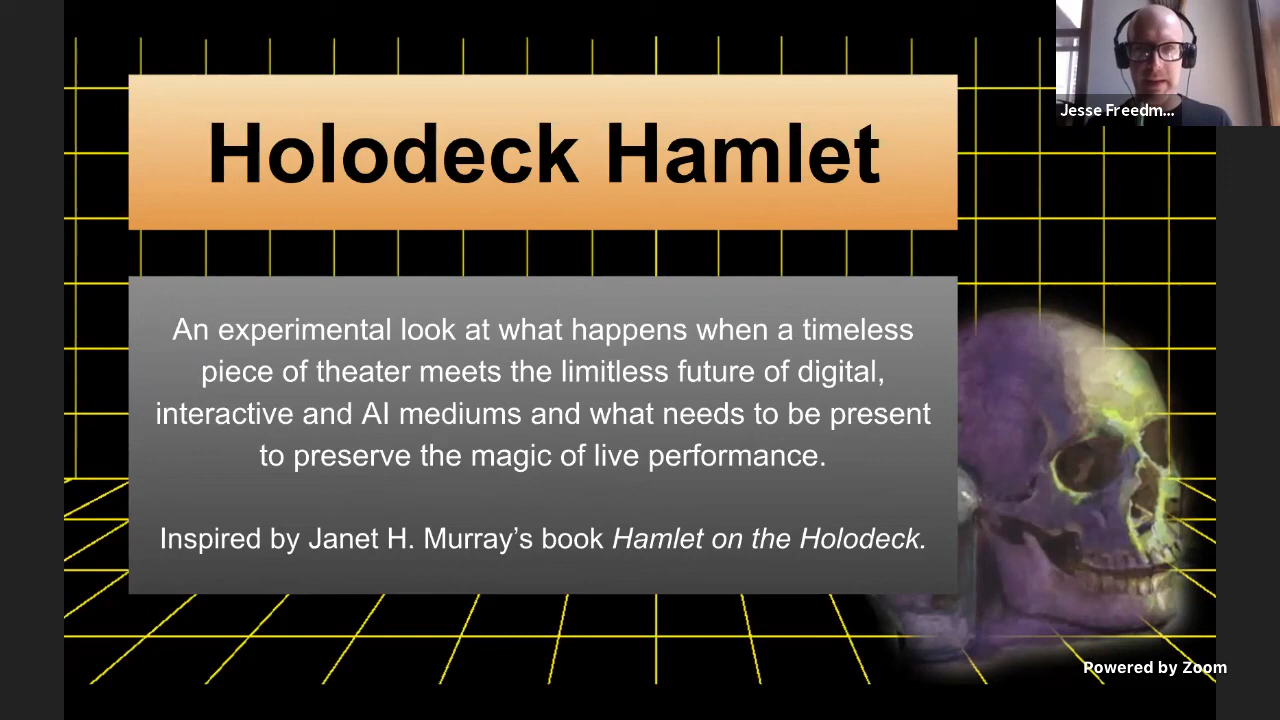 Holodeck Hamlet
Jesse Freedm...
An experimental look at what happens when a timeless
piece of theater meets the limitless future of digital,
interactive and AI mediums and what needs to be present
to preserve the magic of live performance.
Inspired by Janet H. Murray’s book Hamlet on the Holodeck.
Powered by Zoom